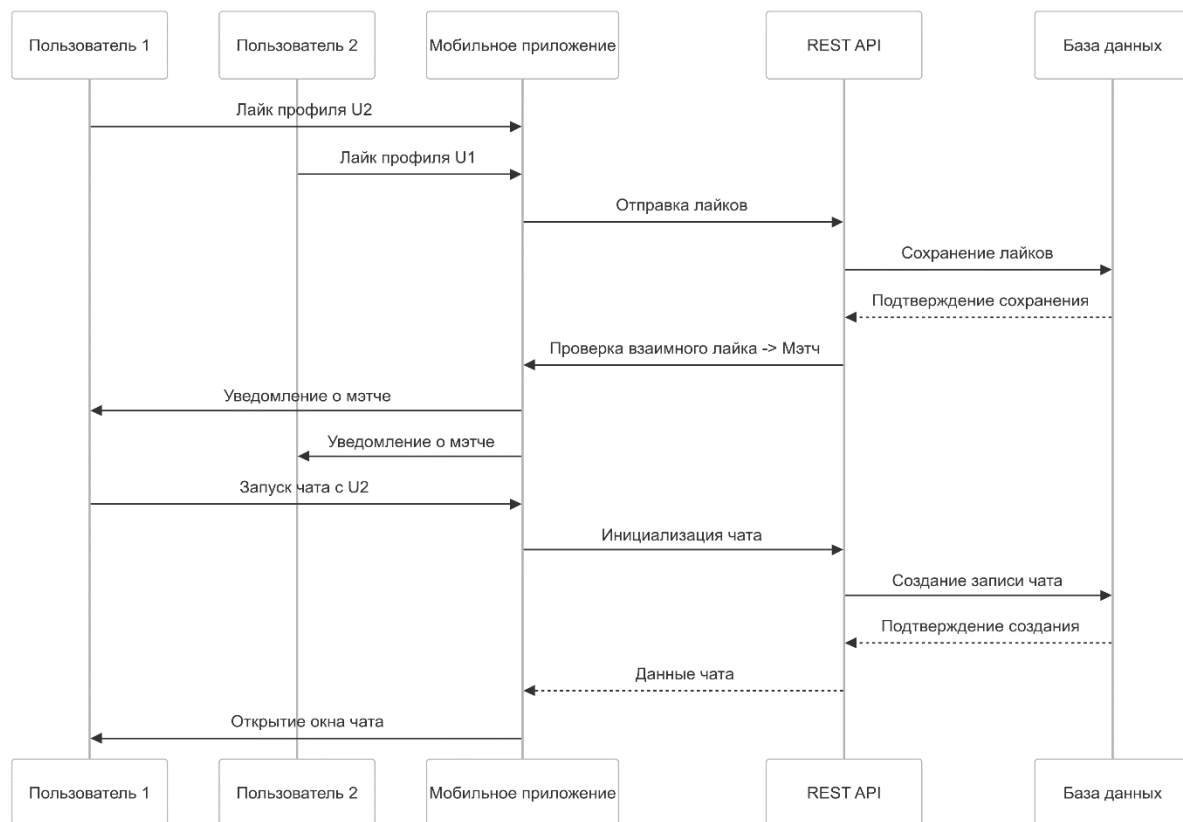 Пользователь 1
Пользователь 2
Мобильное приложение
REST API
База данных
Лайк профиля U2
Лайк профиля U1
Отправка лайков
Сохранение лайков
Подтверждение сохранения
Проверка взаимного лайка -> Мэтч
Уведомление о мэтче
Уведомление о мэтче
Запуск чата с U2
Инициализация чата
Создание записи чата
Подтверждение создания
Данные чата
Открытие окна чата
Пользователь 1
Пользователь 2
Мобильное приложение
REST API
База данных